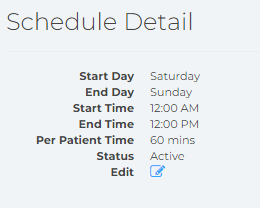 Schedule Detail
Start Day Saturday
End Day Sunday
Start Time 12:00 AM
End Time 12:00 PM
Per Patient Time 60 mins
Status Active
Edit